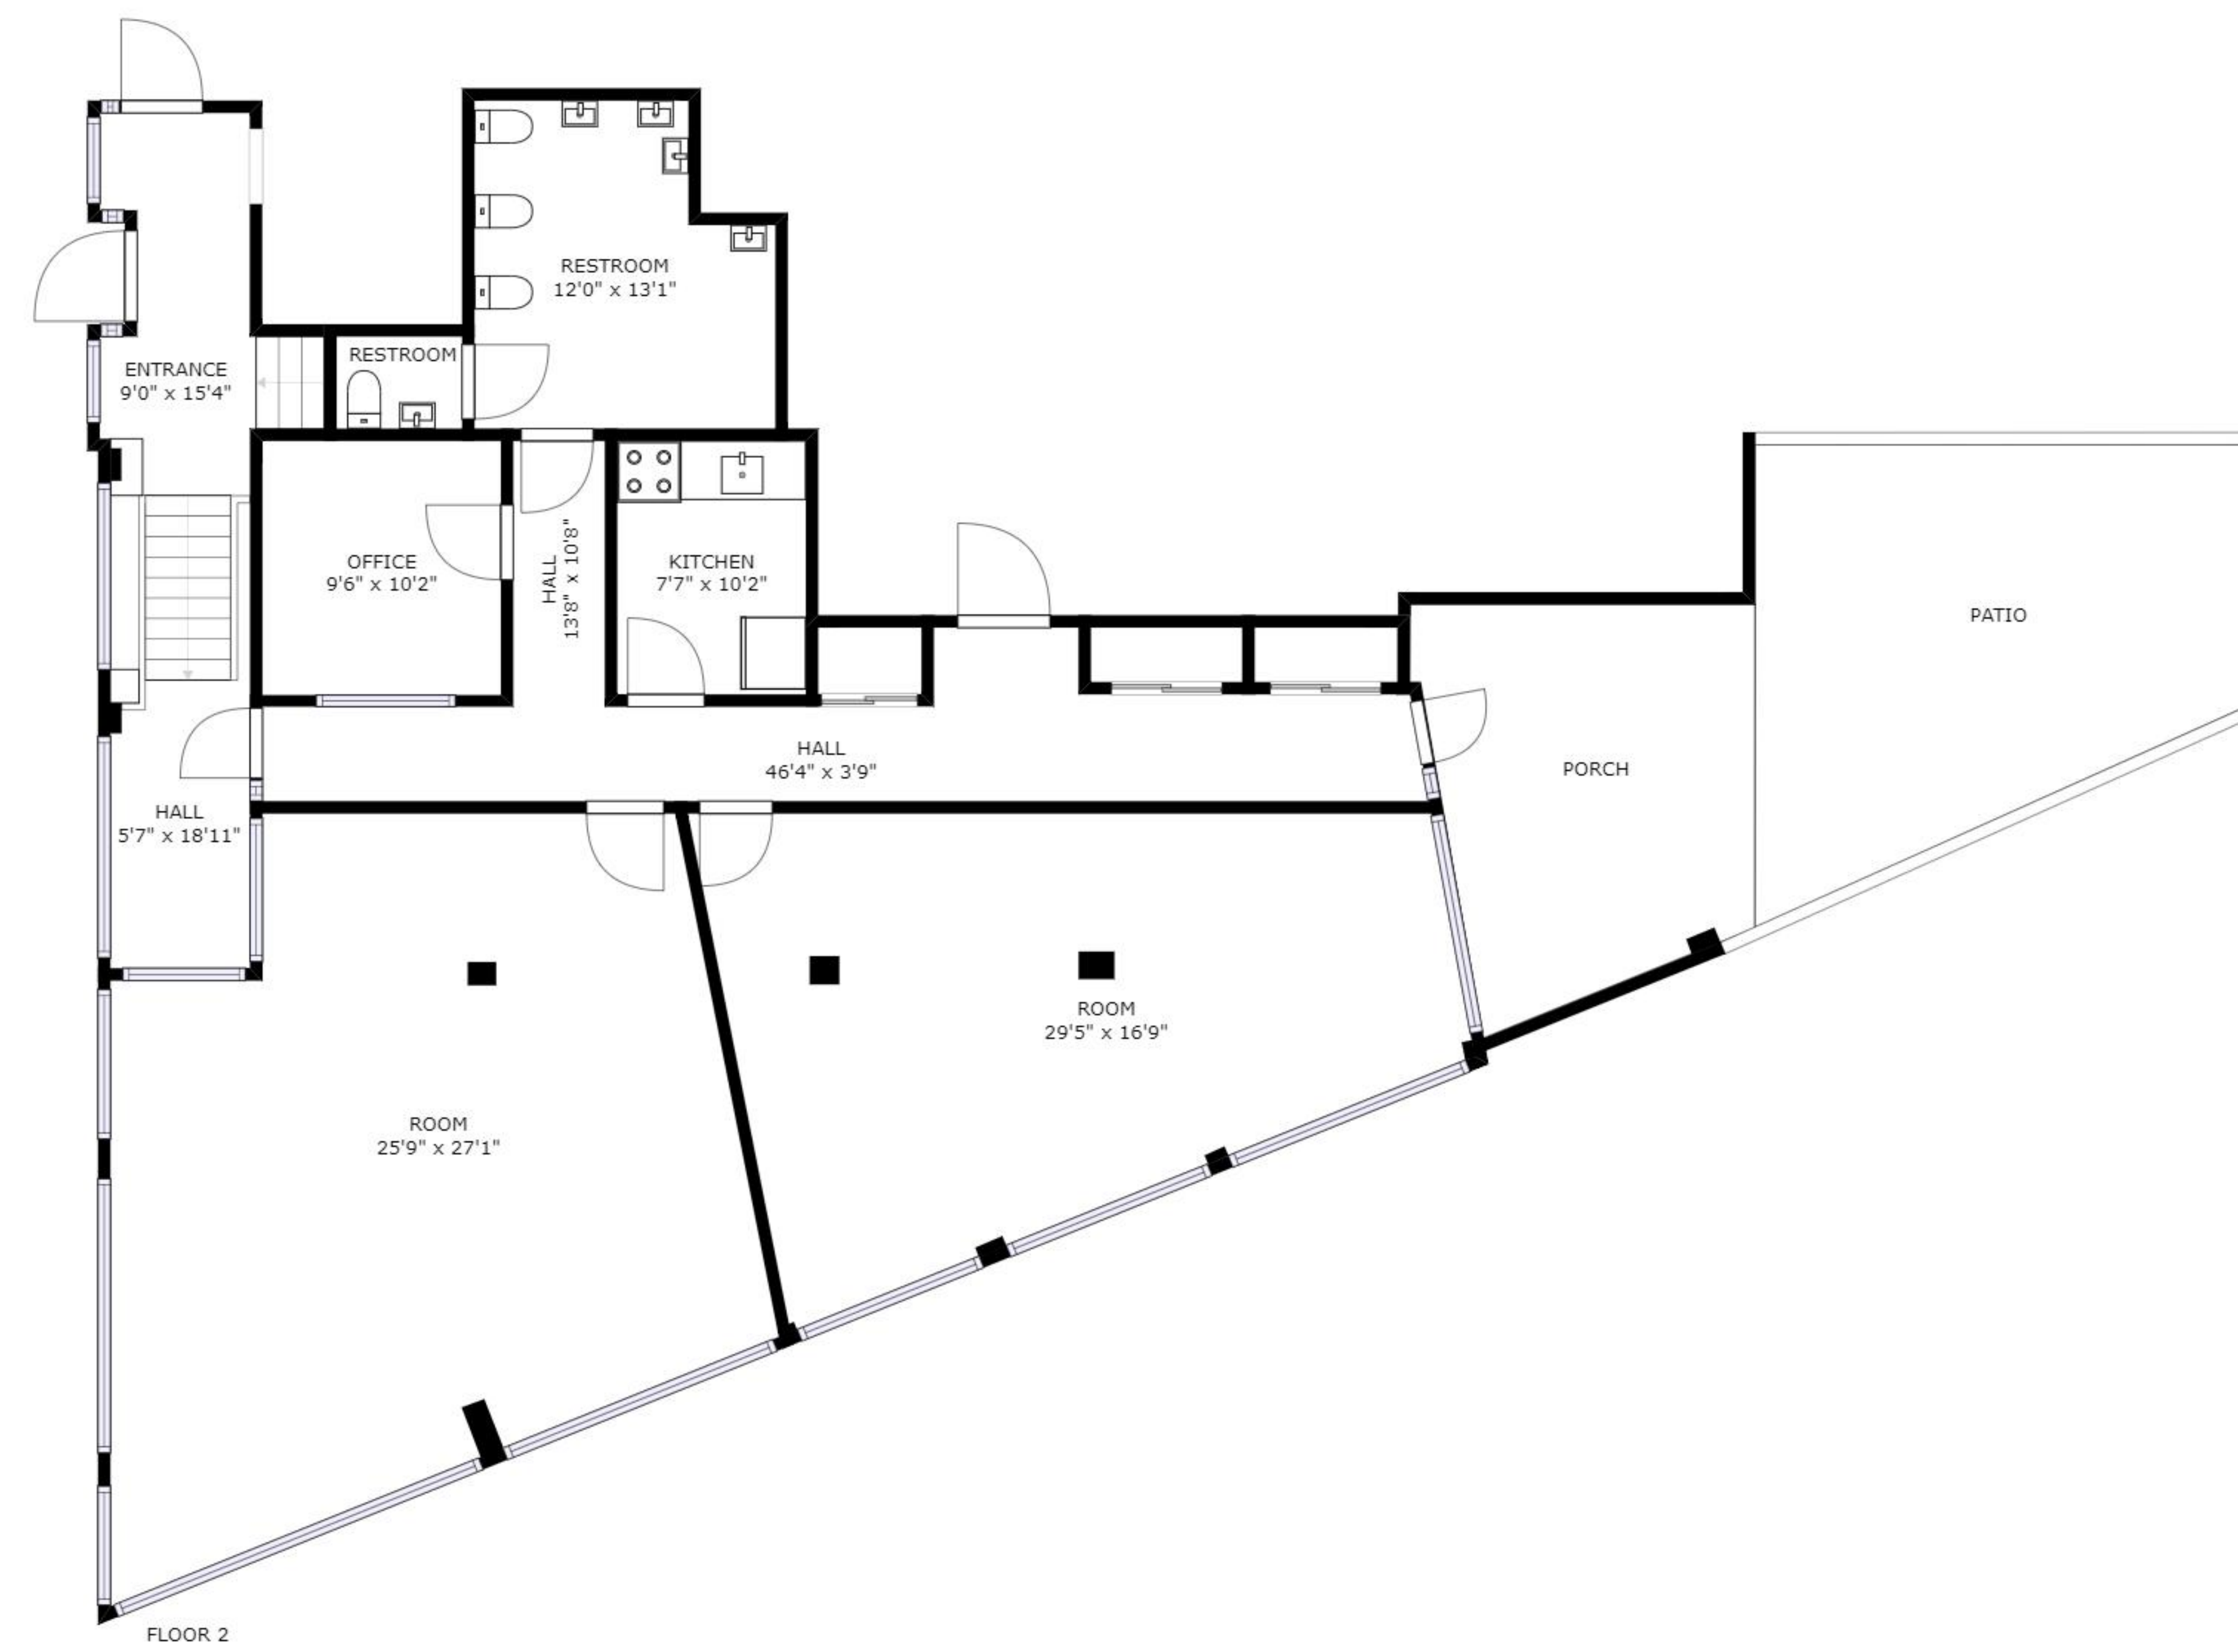 RESTROOM
12'0" x 13'1"
RESTROOM
ENTRANCE
9'0" x 15'4"
OFFICE
9'6" x 10'2"
HALL
13'8" x 10'8"
KITCHEN
7'7" x 10'2"
PATIO
HALL
46'4" x 3'9"
PORCH
HALL
5'7" x 18'11"
ROOM
29'5" x 16'9"
ROOM
25'9" x 27'1"
FLOOR 2